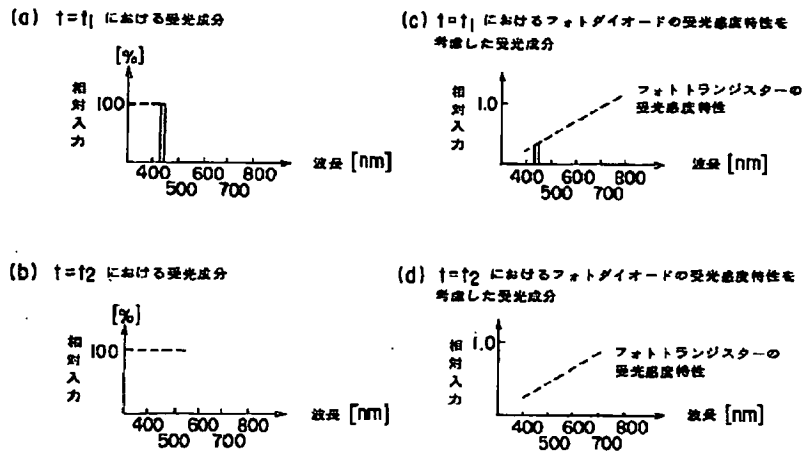 (a) t=t1 における受光成分
[%]
相対入力
100
400 600 800
500 700
波長 [nm]
(c) t=t1 におけるフォトダイオードの受光感度特性を
考慮した受光成分
相対入力
1.0
フォトトランジスターの
受光感度特性
400 600 800
500 700
波長 [nm]
(b) t=t2 における受光成分
[%]
相対入力
100
400 600 800
500 700
波長 [nm]
(d) t=t2 におけるフォトダイオードの受光感度特性を
考慮した受光成分
相対入力
1.0
フォトトランジスターの
受光感度特性
400 600 800
500 700
波長 [nm]